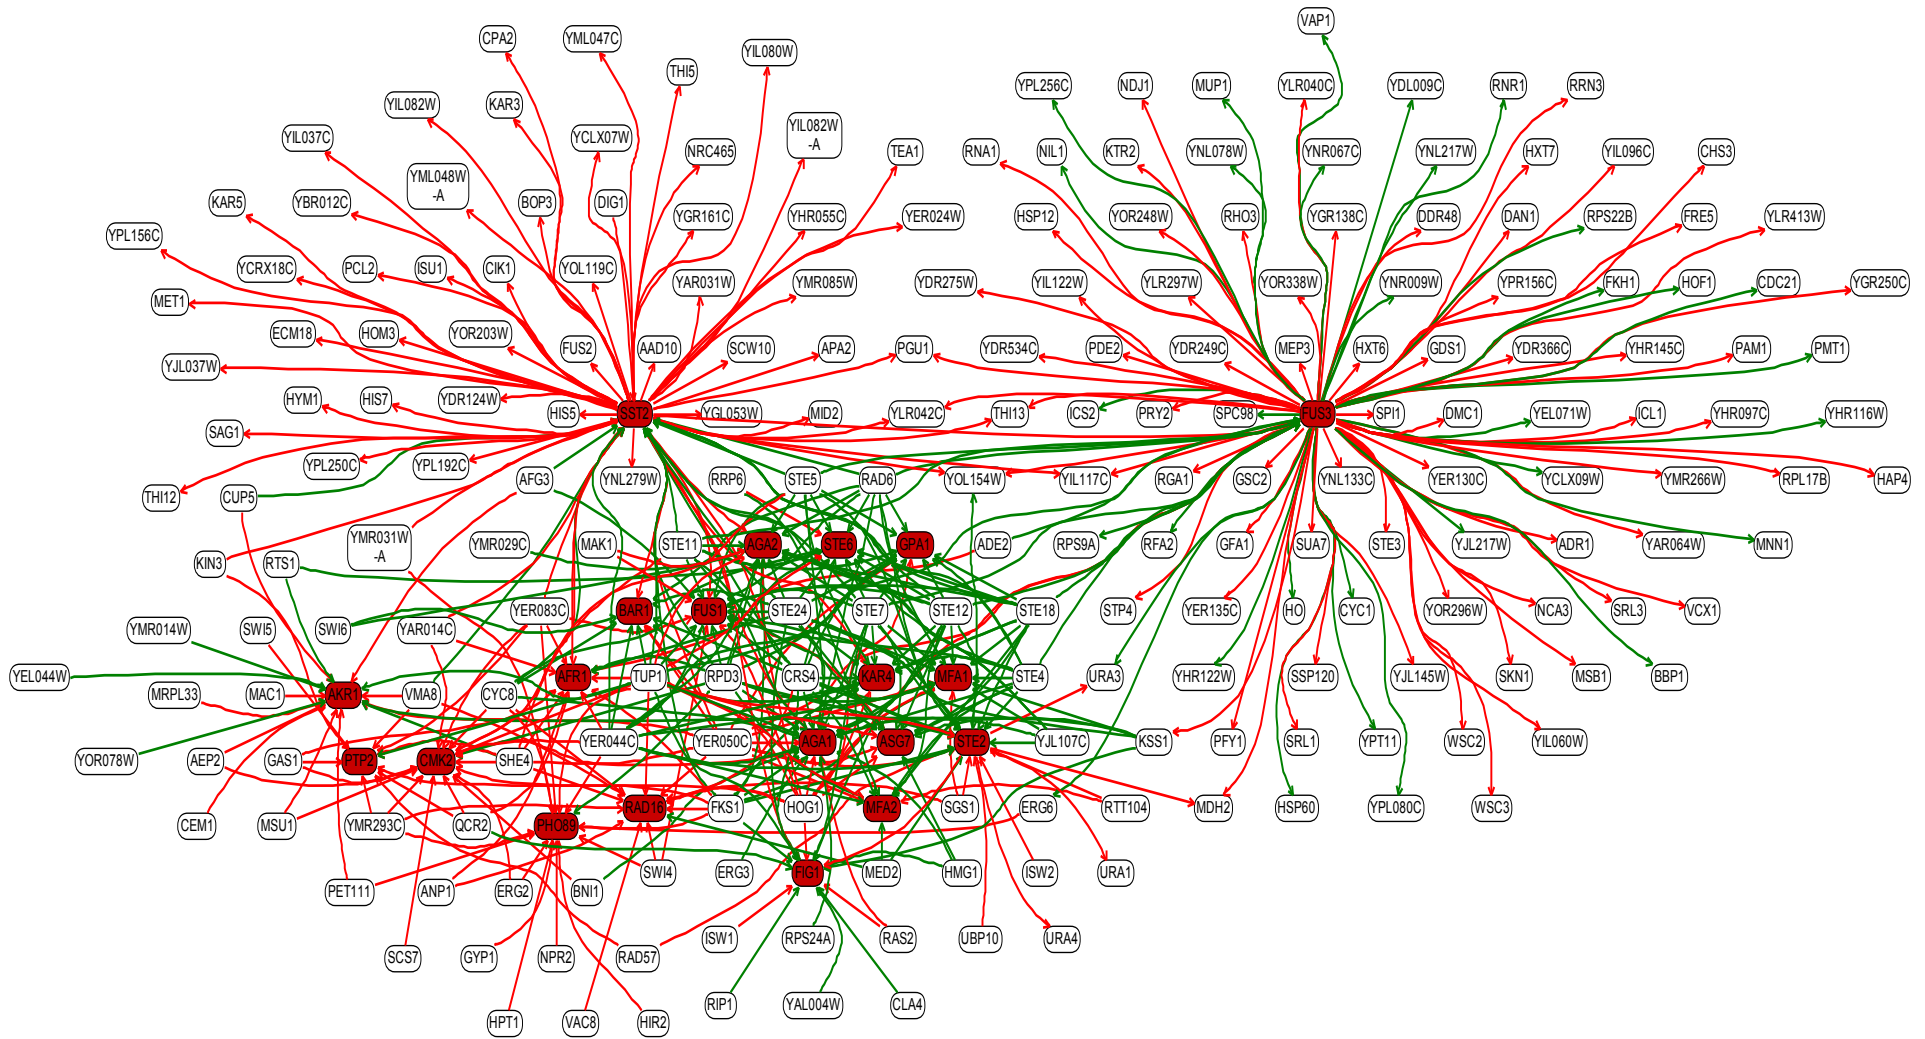 VAP1
CPA2
YML047C
YIL080W
THI5
YPL256C
NDJ1
MUP1
YLR040C
YDL009C
RNR1
RRN3
YIL082W
KAR3
YIL037C
YCLX07W
NRC465
YIL082W
-A
TEA1
RNA1
NIL1
KTR2
YNL078W
YNR067C
YNL217W
HXT7
YIL096C
CHS3
YML048W
-A
KAR5
YBR012C
BOP3
DIG1
YGR161C
YHR055C
YER024W
HSP12
YOR248W
RHO3
YGR138C
DDR48
DAN1
RPS22B
FRE5
YLR413W
YPL156C
YCRX18C
PCL2
ISU1
CIK1
YOL119C
YAR031W
YMR085W
YDR275W
YIL122W
YLR297W
YOR338W
YNR009W
YPR156C
FKH1
HOF1
CDC21
YGR250C
MET1
ECM18
HOM3
YOR203W
FUS2
AAD10
SCW10
APA2
PGU1
YDR534C
PDE2
YDR249C
MEP3
HXT6
GDS1
YDR366C
YHR145C
PAM1
PMT1
YJL037W
HYM1
HIS7
YDR124W
HIS5
SST2
YGL053W
MID2
YLR042C
THI13
ICS2
PRY2
SPC98
FUS3
SPI1
DMC1
YEL071W
ICL1
YHR097C
YHR116W
SAG1
YPL250C
YPL192C
THI12
CUP5
AFG3
YNL279W
RRP6
STE5
RAD6
YOL154W
YIL117C
RGA1
GSC2
YNL133C
YER130C
YCLX09W
YMR266W
RPL17B
HAP4
YMR031W
-A
YMR029C
MAK1
STE11
AGA2
STE6
GPA1
ADE2
RPS9A
RFA2
GFA1
SUA7
STE3
YJL217W
ADR1
YAR064W
MNN1
KIN3
RTS1
YER083C
BAR1
FUS1
STE24
STE7
STE12
STE18
STP4
YER135C
HO
CYC1
YOR296W
NCA3
SRL3
VCX1
YMR014W
SWI5
SWI6
YAR014C
YEL044W
MRPL33
MAC1
AKR1
VMA8
CYC8
AFR1
TUP1
RPD3
CRS4
KAR4
MFA1
STE4
URA3
YHR122W
SSP120
YJL145W
SKN1
MSB1
BBP1
YOR078W
AEP2
GAS1
PTP2
CMK2
SHE4
YER044C
YER050C
AGA1
ASG7
STE2
YJL107C
KSS1
PFY1
SRL1
YPT11
WSC2
YIL060W
CEM1
MSU1
YMR293C
QCR2
PHO89
RAD16
FKS1
HOG1
MFA2
SGS1
ERG6
RTT104
MDH2
HSP60
YPL080C
WSC3
PET111
ANP1
ERG2
BNI1
SWI4
ERG3
FIG1
MED2
HMG1
ISW2
URA1
SCS7
GYP1
NPR2
RAD57
ISW1
RPS24A
RAS2
UBP10
URA4
HPT1
VAC8
HIR2
RIP1
YAL004W
CLA4